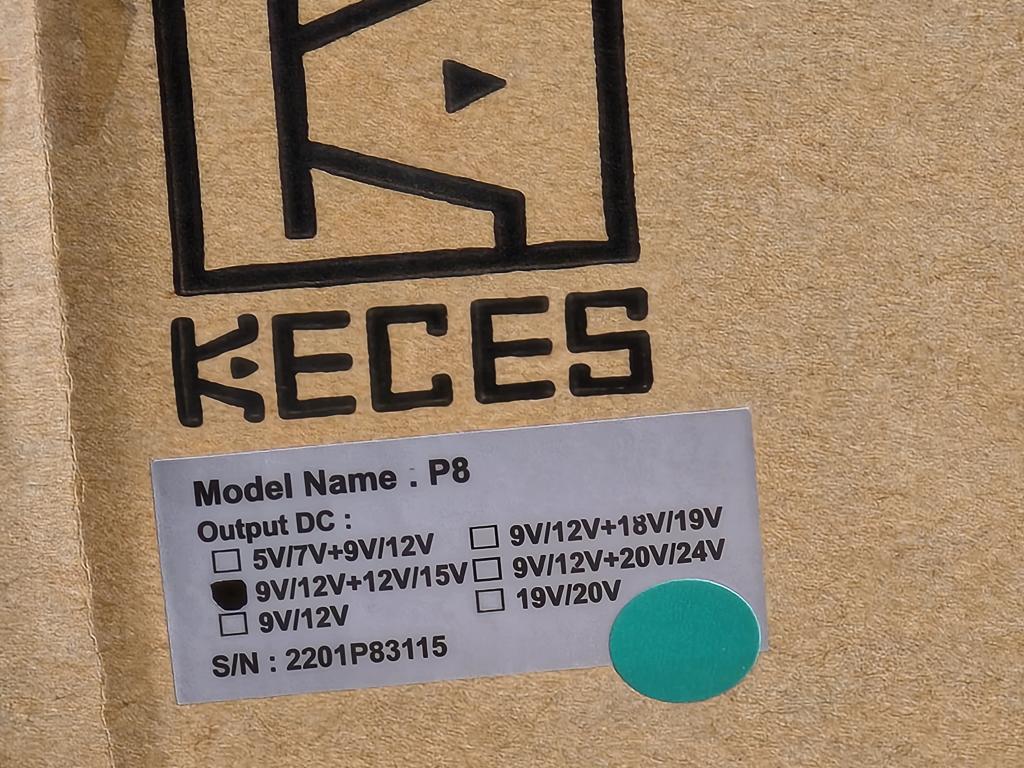 KECES
Model Name : P8
Output DC :
5V/7V+9V/12V
9V/12V+12V/15V
9V/12V
9V/12V+18V/19V
9V/12V+20V/24V
19V/20V
S/N : 2201P83115